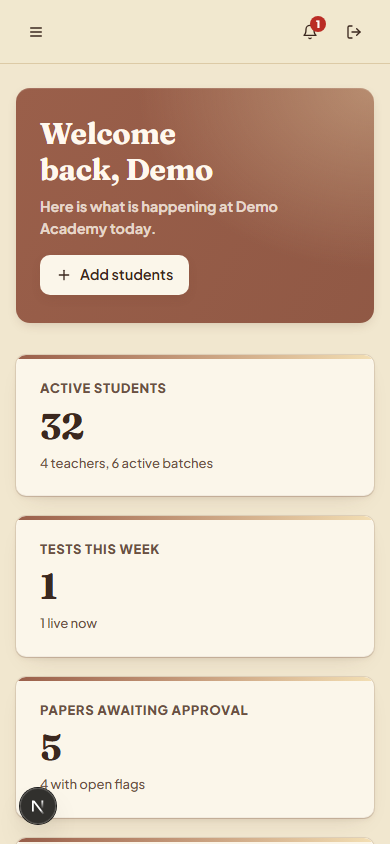 1
Welcome
back, Demo
Here is what is happening at Demo
Academy today.
Add students
ACTIVE STUDENTS
32
4 teachers, 6 active batches
TESTS THIS WEEK
1
1 live now
PAPERS AWAITING APPROVAL
5
4 with open flags
N